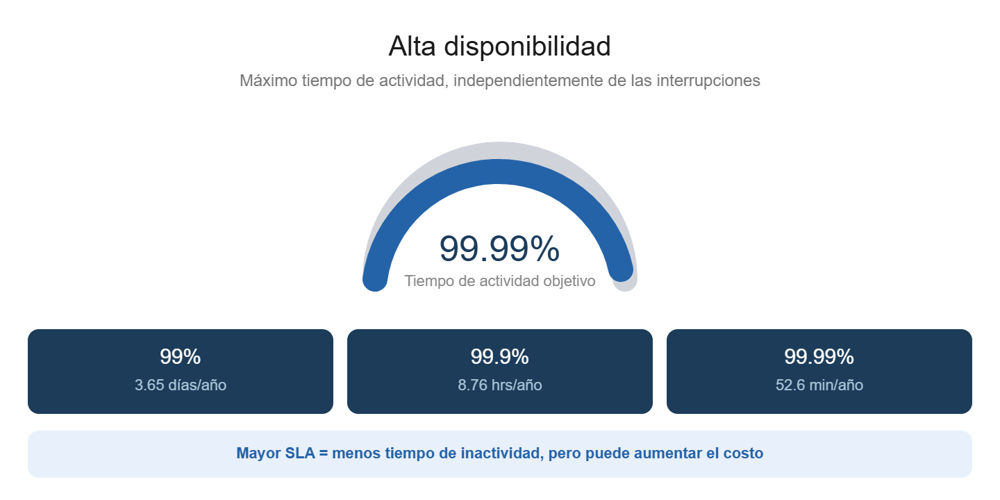 Alta disponibilidad
Máximo tiempo de actividad, independientemente de las interrupciones
99.99%
Tiempo de actividad objetivo
99%
3.65 días/año
99.9%
8.76 hrs/año
99.99%
52.6 min/año
Mayor SLA = menos tiempo de inactividad, pero puede aumentar el costo